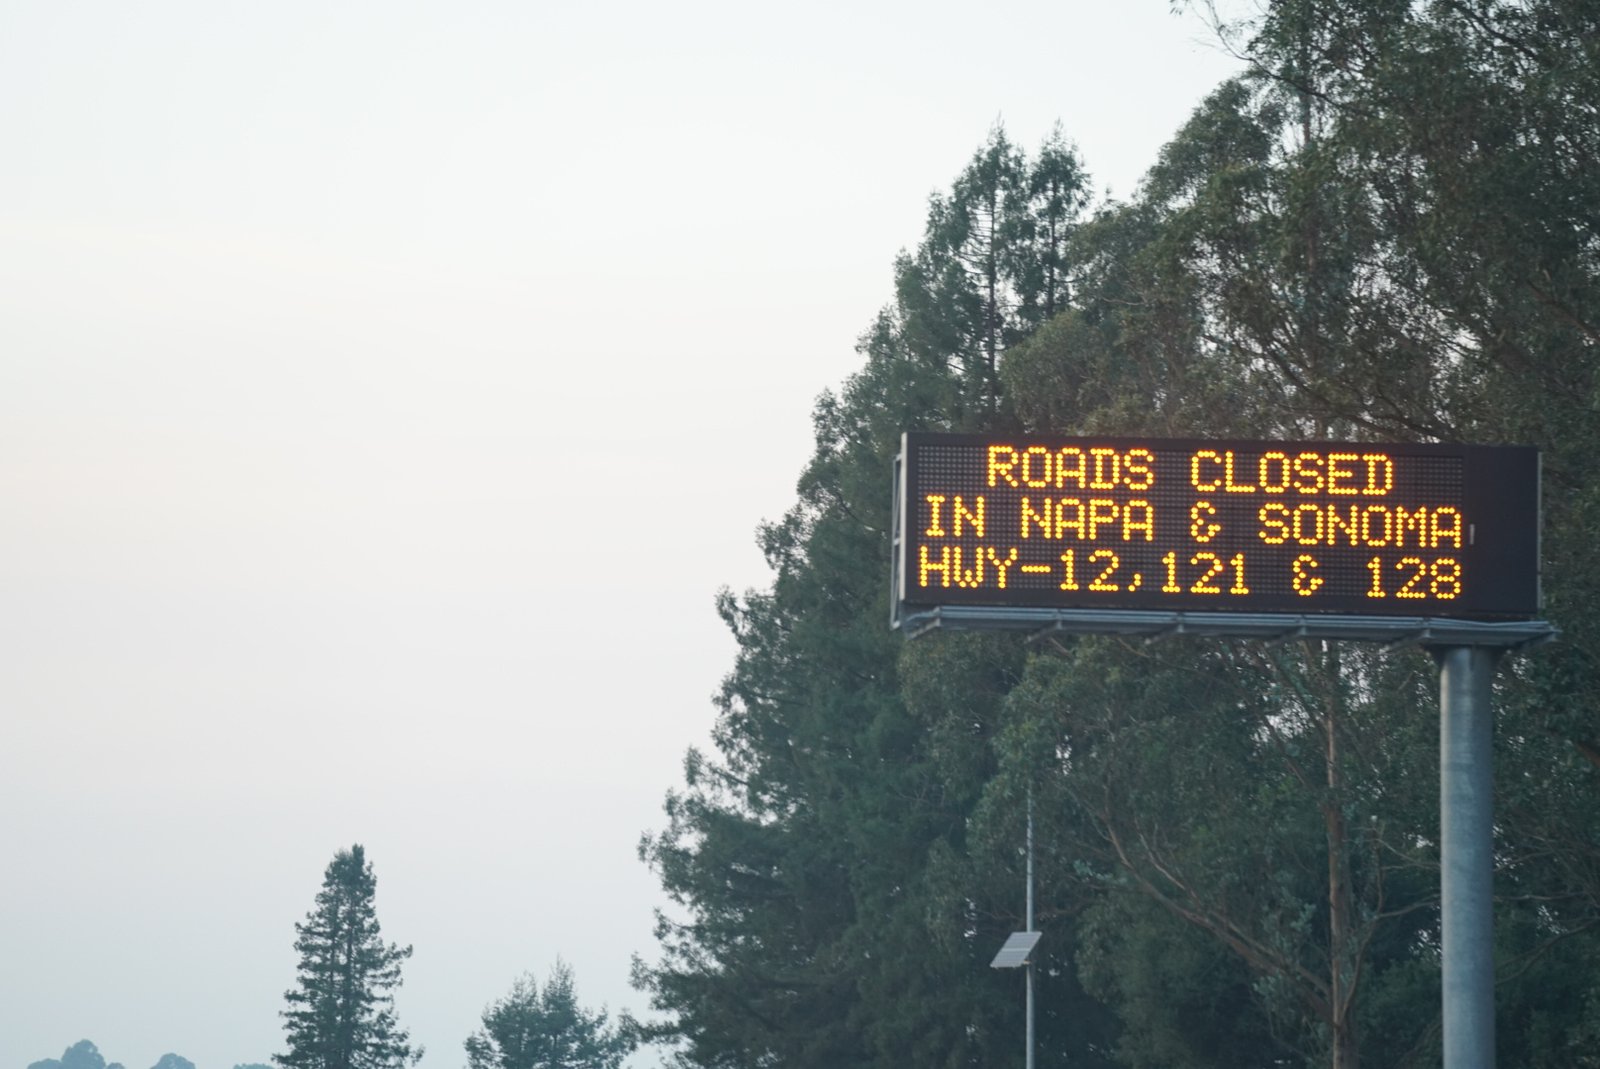 ROADS CLOSED
IN NAPA & SONOMA
HWY-12,121 & 128